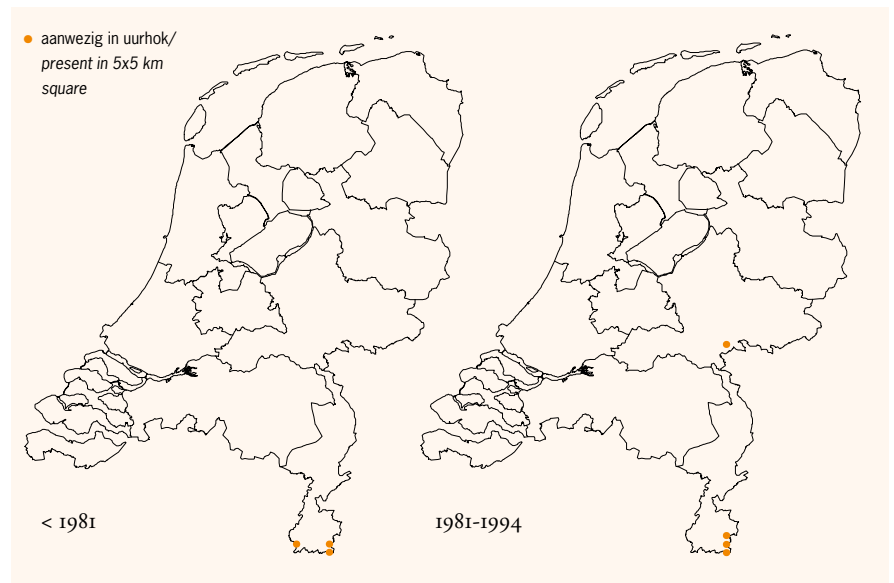 aanwezig in uurhok/
present in 5x5 km
square
< 1981
1981-1994